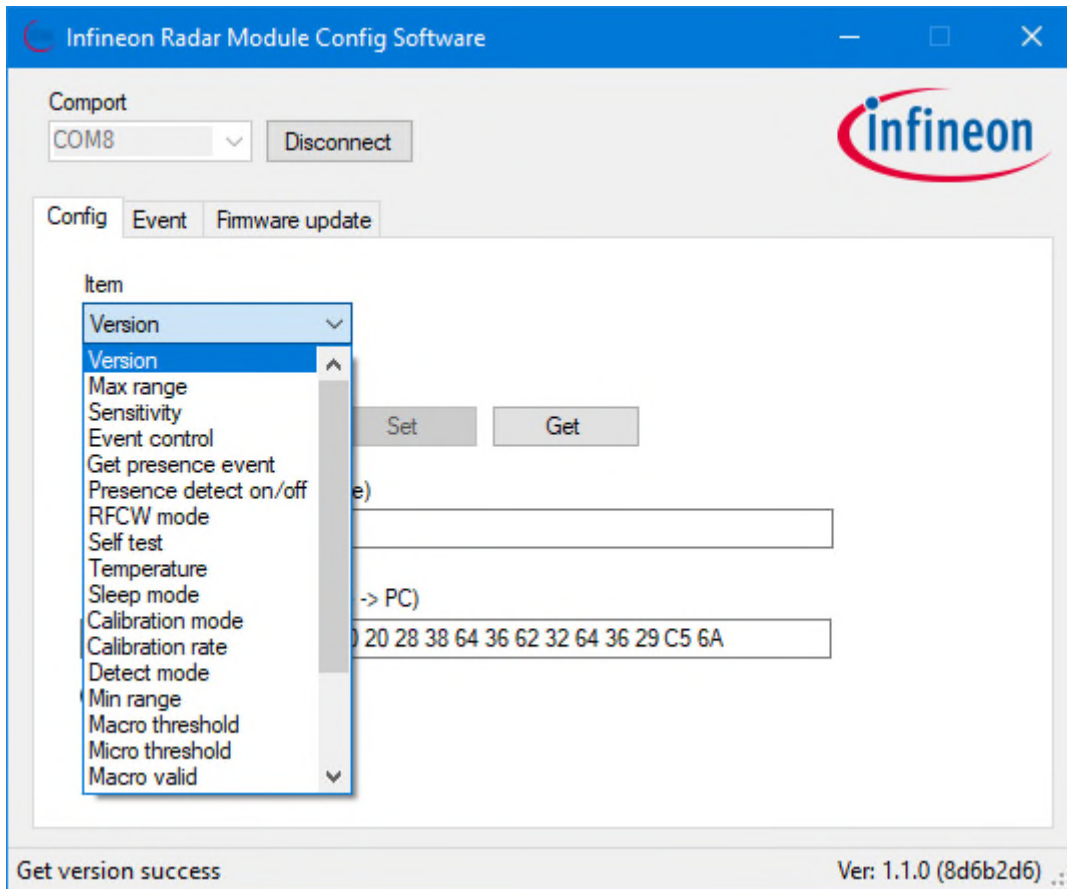 Infineon Radar Module Config Software
Comport
COM8
Disconnect
infineon
Config
Event
Firmware update
Item
Version
Version
Max range
Sensitivity
Event control
Set
Get
Get presence event
Presence detect on/off
e)
RFCW mode
Self test
Temperature
Sleep mode
-> PC)
Calibration mode
Calibration rate
20 28 38 64 36 62 32 64 36 29 C5 6A
Detect mode
Min range
Macro threshold
Micro threshold
Macro valid
Get version success
Ver: 1.1.0 (8d6b2d6)